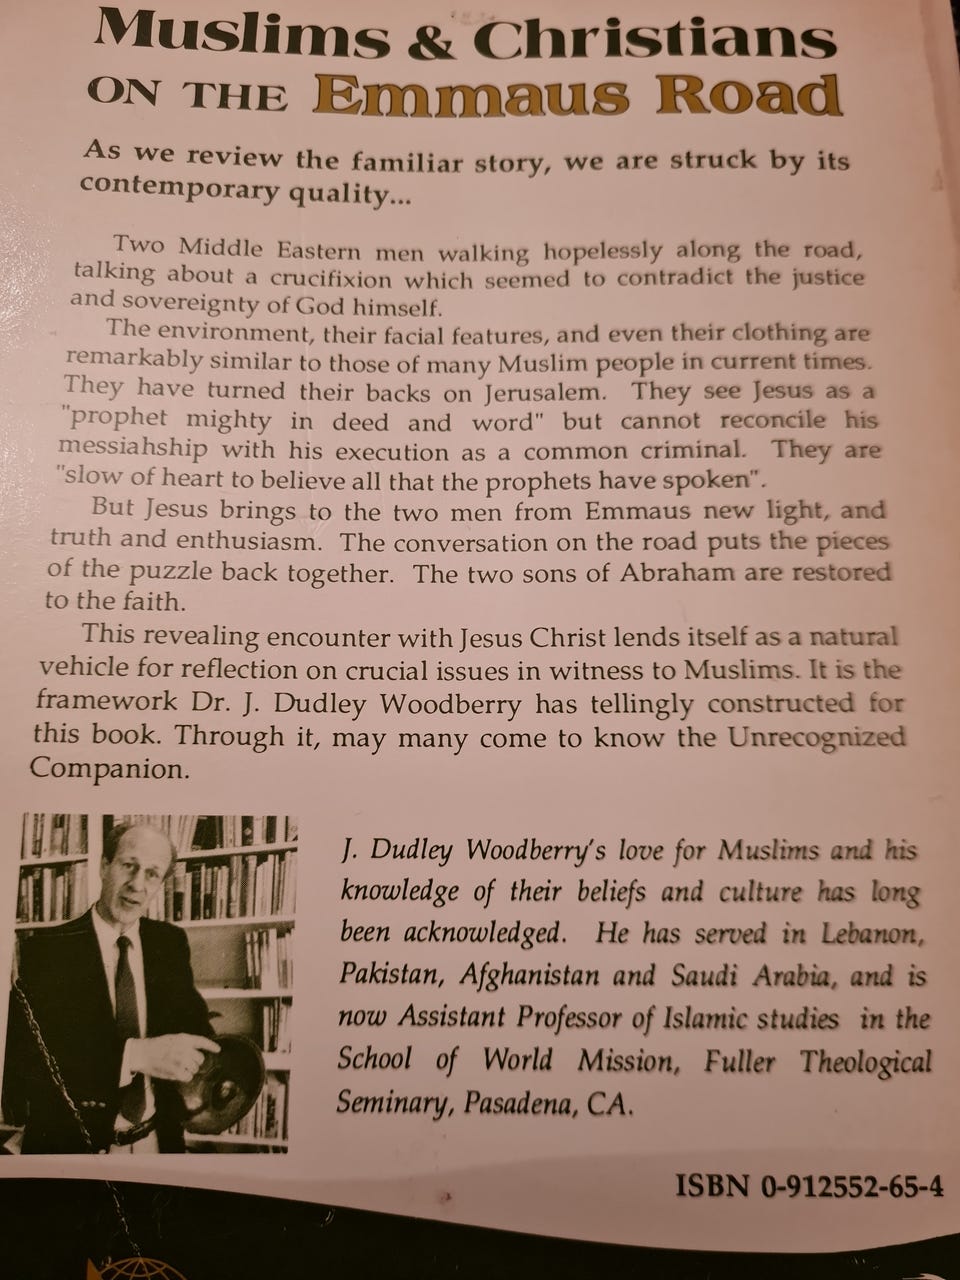 Muslims & Christians
ON THE Emmaus Road
As we review the familiar story, we are struck by its
contemporary quality...
Two Middle Eastern men walking hopelessly along the road,
talking about a crucifixion which seemed to contradict the justice
and sovereignty of God himself.
The environment, their facial features, and even their clothing are
remarkably similar to those of many Muslim people in current times.
They have turned their backs on Jerusalem. They see Jesus as a
"prophet mighty in deed and word" but cannot reconcile his
messiahship with his execution as a common criminal. They are
"slow of heart to believe all that the prophets have spoken".
But Jesus brings to the two men from Emmaus new light, and
truth and enthusiasm. The conversation on the road puts the pieces
of the puzzle back together. The two sons of Abraham are restored
to the faith.
This revealing encounter with Jesus Christ lends itself as a natural
vehicle for reflection on crucial issues in witness to Muslims. It is the
framework Dr. J. Dudley Woodberry has tellingly constructed for
this book. Through it, may many come to know the Unrecognized
Companion.
J. Dudley Woodberry's love for Muslims and his
knowledge of their beliefs and culture has long
been acknowledged. He has served in Lebanon,
Pakistan, Afghanistan and Saudi Arabia, and is
now Assistant Professor of Islamic studies in the
School of World Mission, Fuller Theological
Seminary, Pasadena, CA.
ISBN 0-912552-65-4